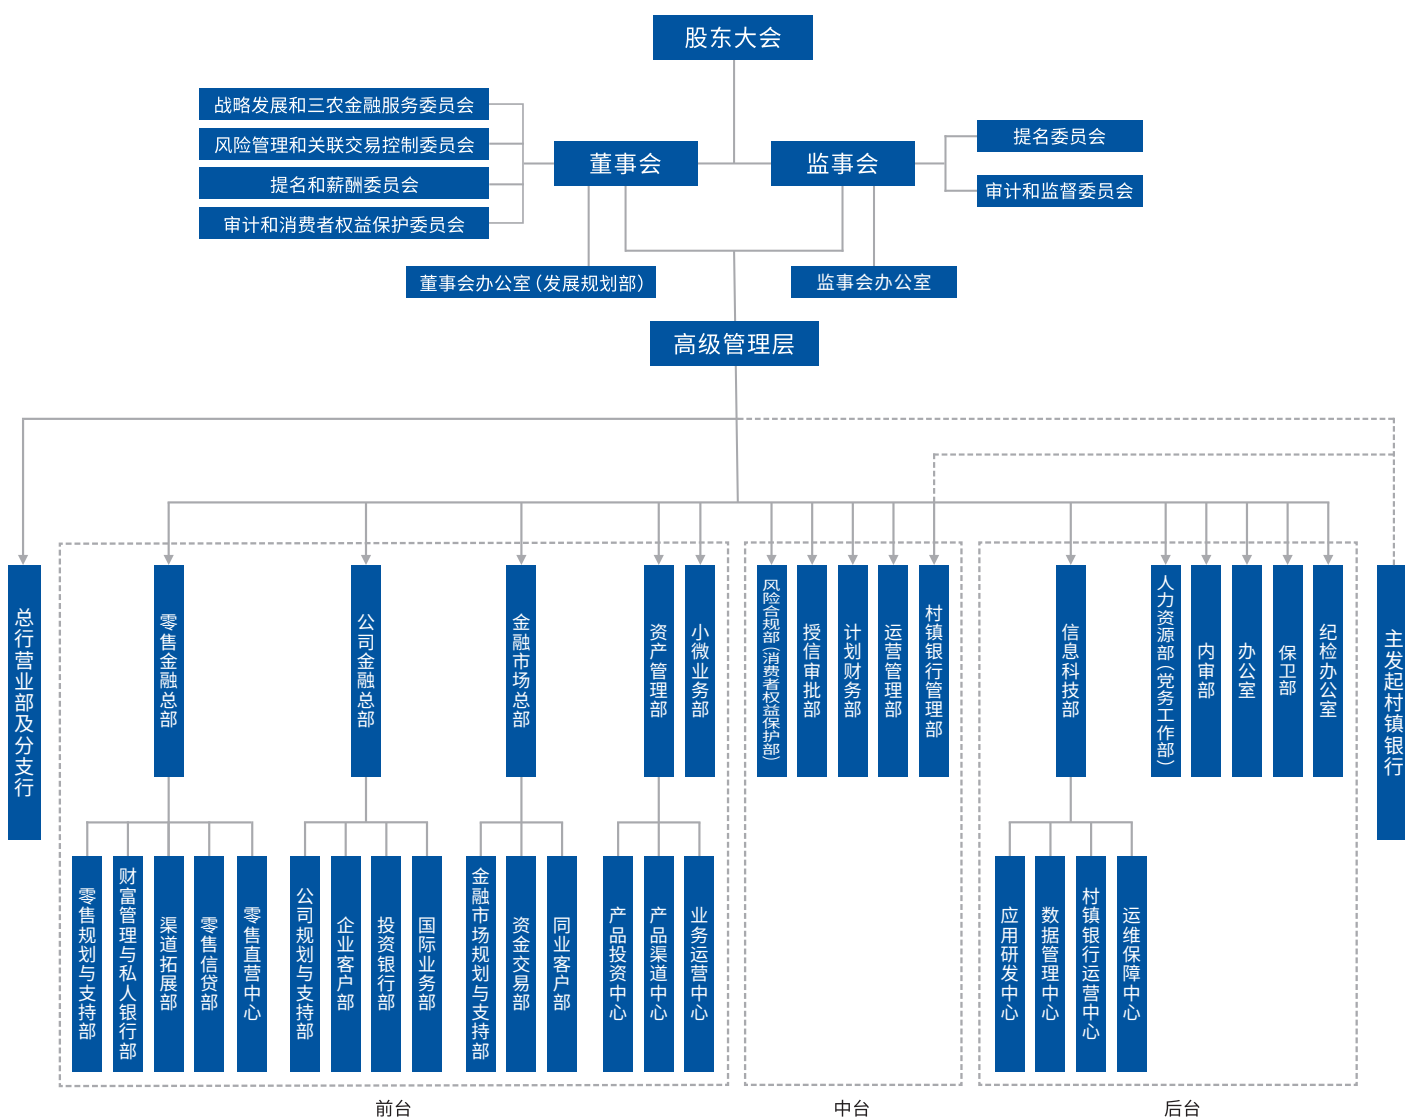 股东大会
战略发展和三农金融服务委员会
风险管理和关联交易控制委员会
提名和薪酬委员会
审计和消费者权益保护委员会
董事会
监事会
提名委员会
审计和监督委员会
董事会办公室（发展规划部）
监事会办公室
高级管理层
总行营业部及分支行
零售金融总部
公司金融总部
金融市场总部
资产管理部
小微业务部
风险合规部（消费者权益保护部）
授信审批部
计划财务部
运营管理部
村镇银行管理部
信息科技部
人力资源部（党务工作部）
内审部
办公室
保卫部
纪检办公室
主发起村镇银行
零售规划与支持部
财富管理与私人银行部
渠道拓展部
零售信贷部
零售直营中心
公司规划与支持部
企业客户部
投资银行部
国际业务部
金融市场规划与支持部
资金交易部
同业客户部
产品投资中心
产品渠道中心
业务运营中心
应用研发中心
数据管理中心
村镇银行运营中心
运维保障中心
前台
中台
后台